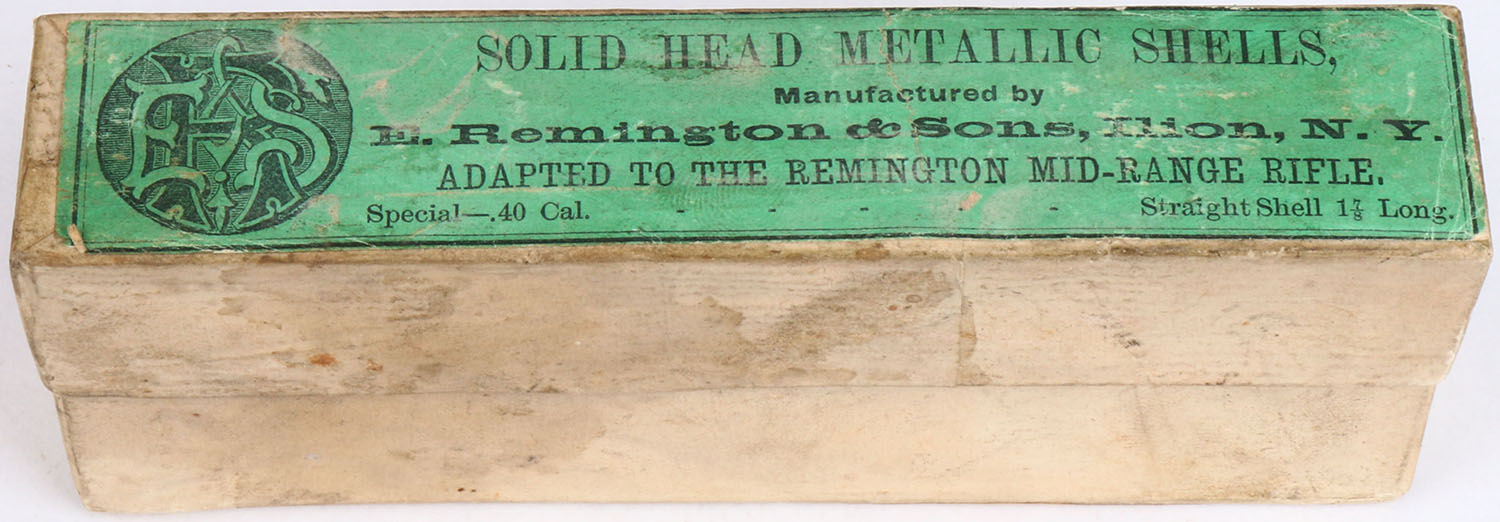 SOLID HEAD METALLIC SHELLS,
Manufactured by
E. Remington & Sons, Ilion, N. Y.
ADAPTED TO THE REMINGTON MID-RANGE RIFLE.
Special—.40 Cal. - - - - - Straight Shell 1⅞ Long.